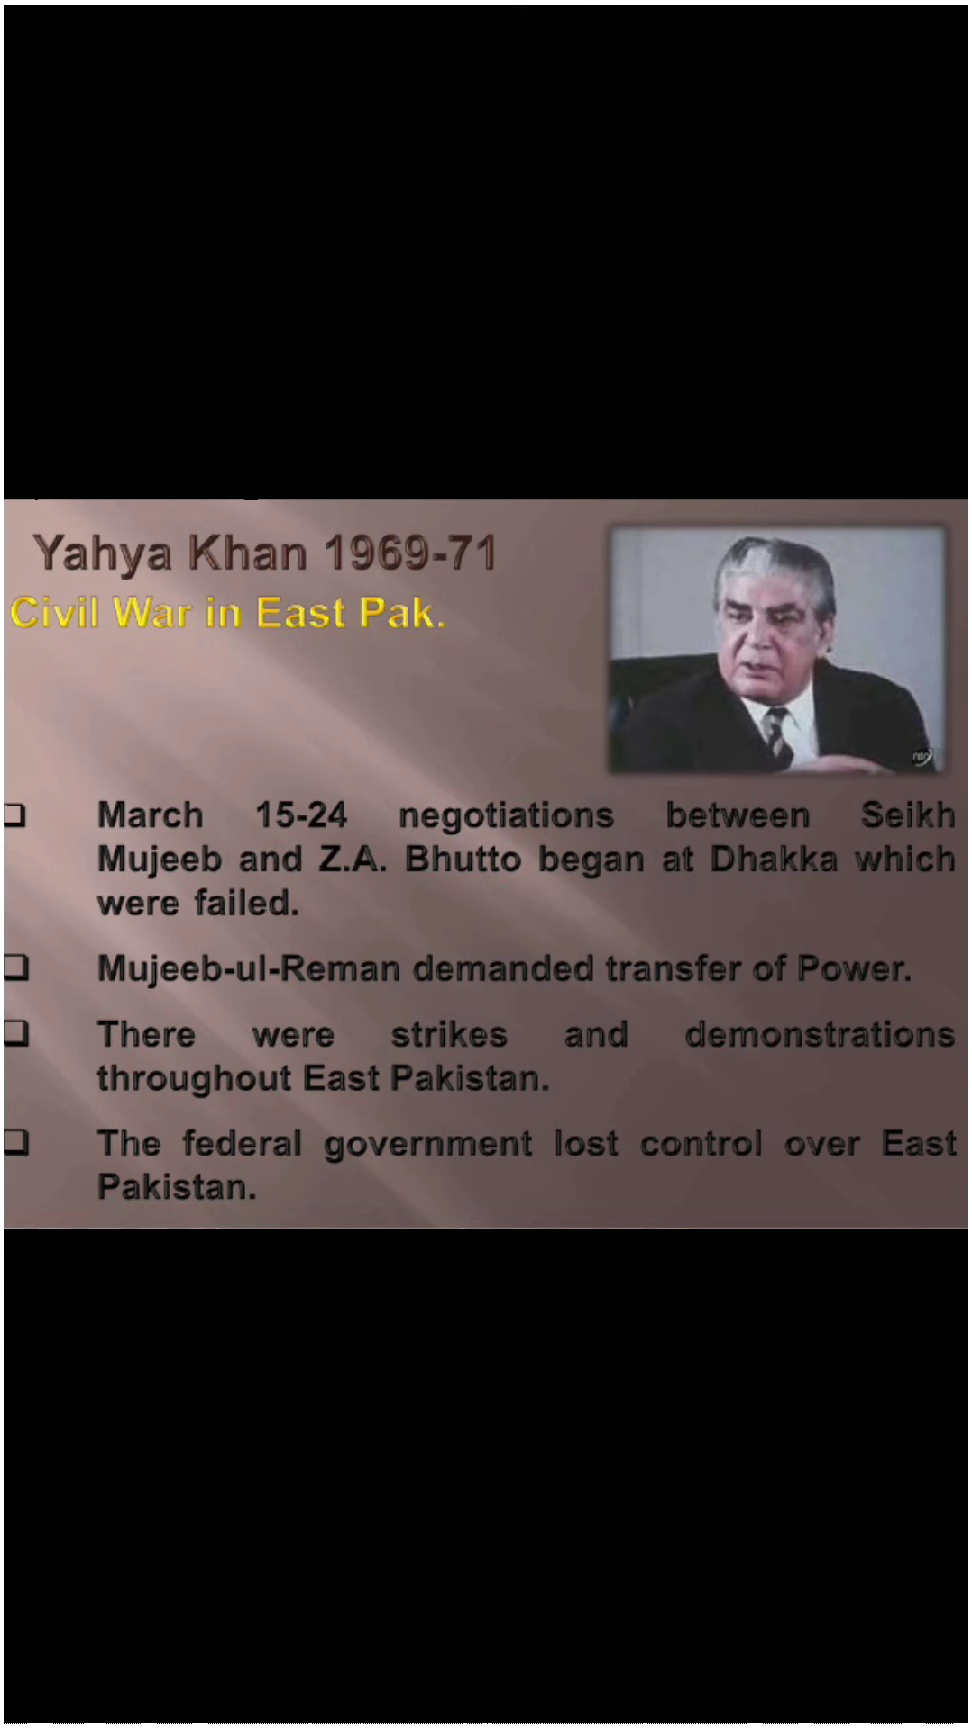 Yahya Khan 1969-71
Civil War in East Pak.
March 15-24 negotiations between Seikh
Mujeeb and Z.A. Bhutto began at Dhakka which
were failed.
Mujeeb-ul-Reman demanded transfer of Power.
There were strikes and demonstrations
throughout East Pakistan.
The federal government lost control over East
Pakistan.